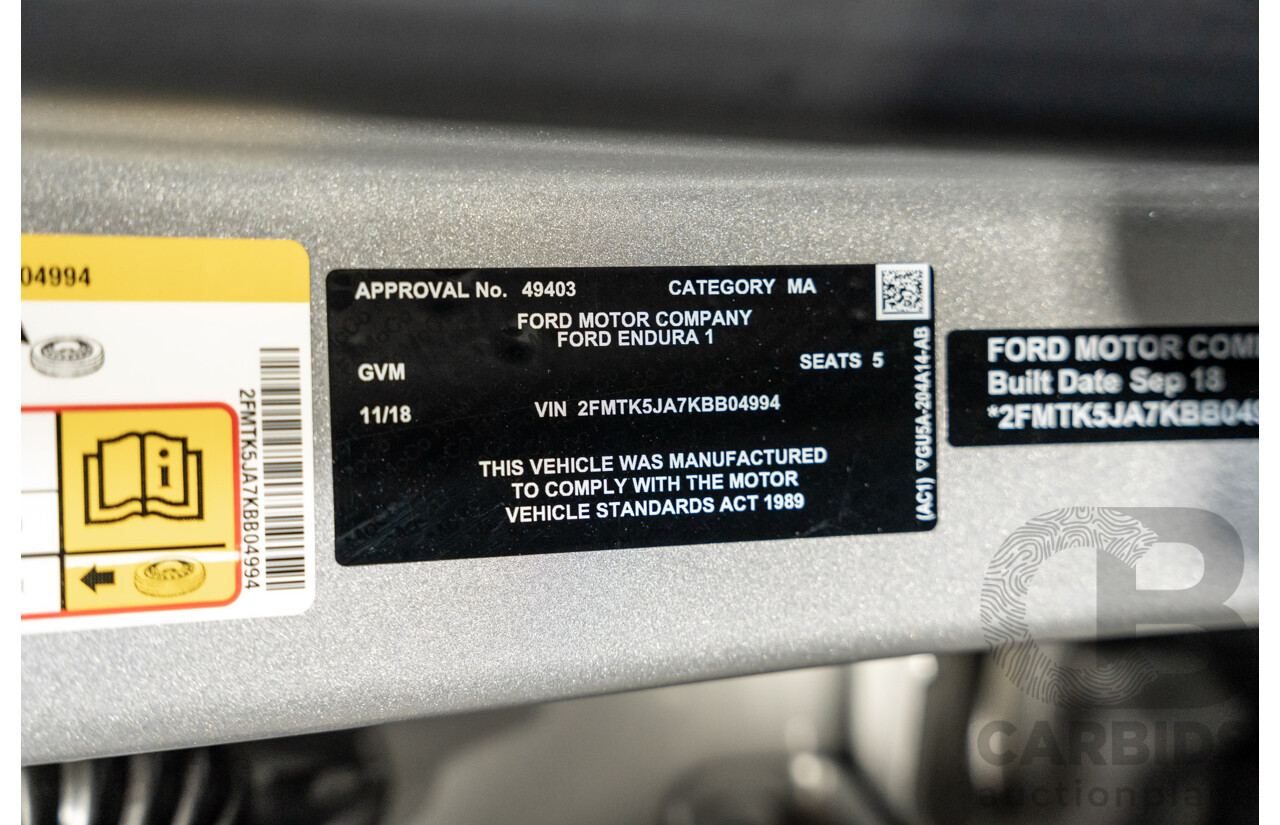 04994
2FMTK5JA7KBB04994
APPROVAL No. 49403 CATEGORY MA
FORD MOTOR COMPANY
FORD ENDURA 1
SEATS 5
GVM
11/18 VIN 2FMTK5JA7KBB04994
THIS VEHICLE WAS MANUFACTURED
TO COMPLY WITH THE MOTOR
VEHICLE STANDARDS ACT 1989
(AC1) ▽GU5A-204A14-AB
FORD MOTOR COM
Built Date Sep 18
*2FMTK5JA7KBB049
CB
CARBIDS
auctionpla